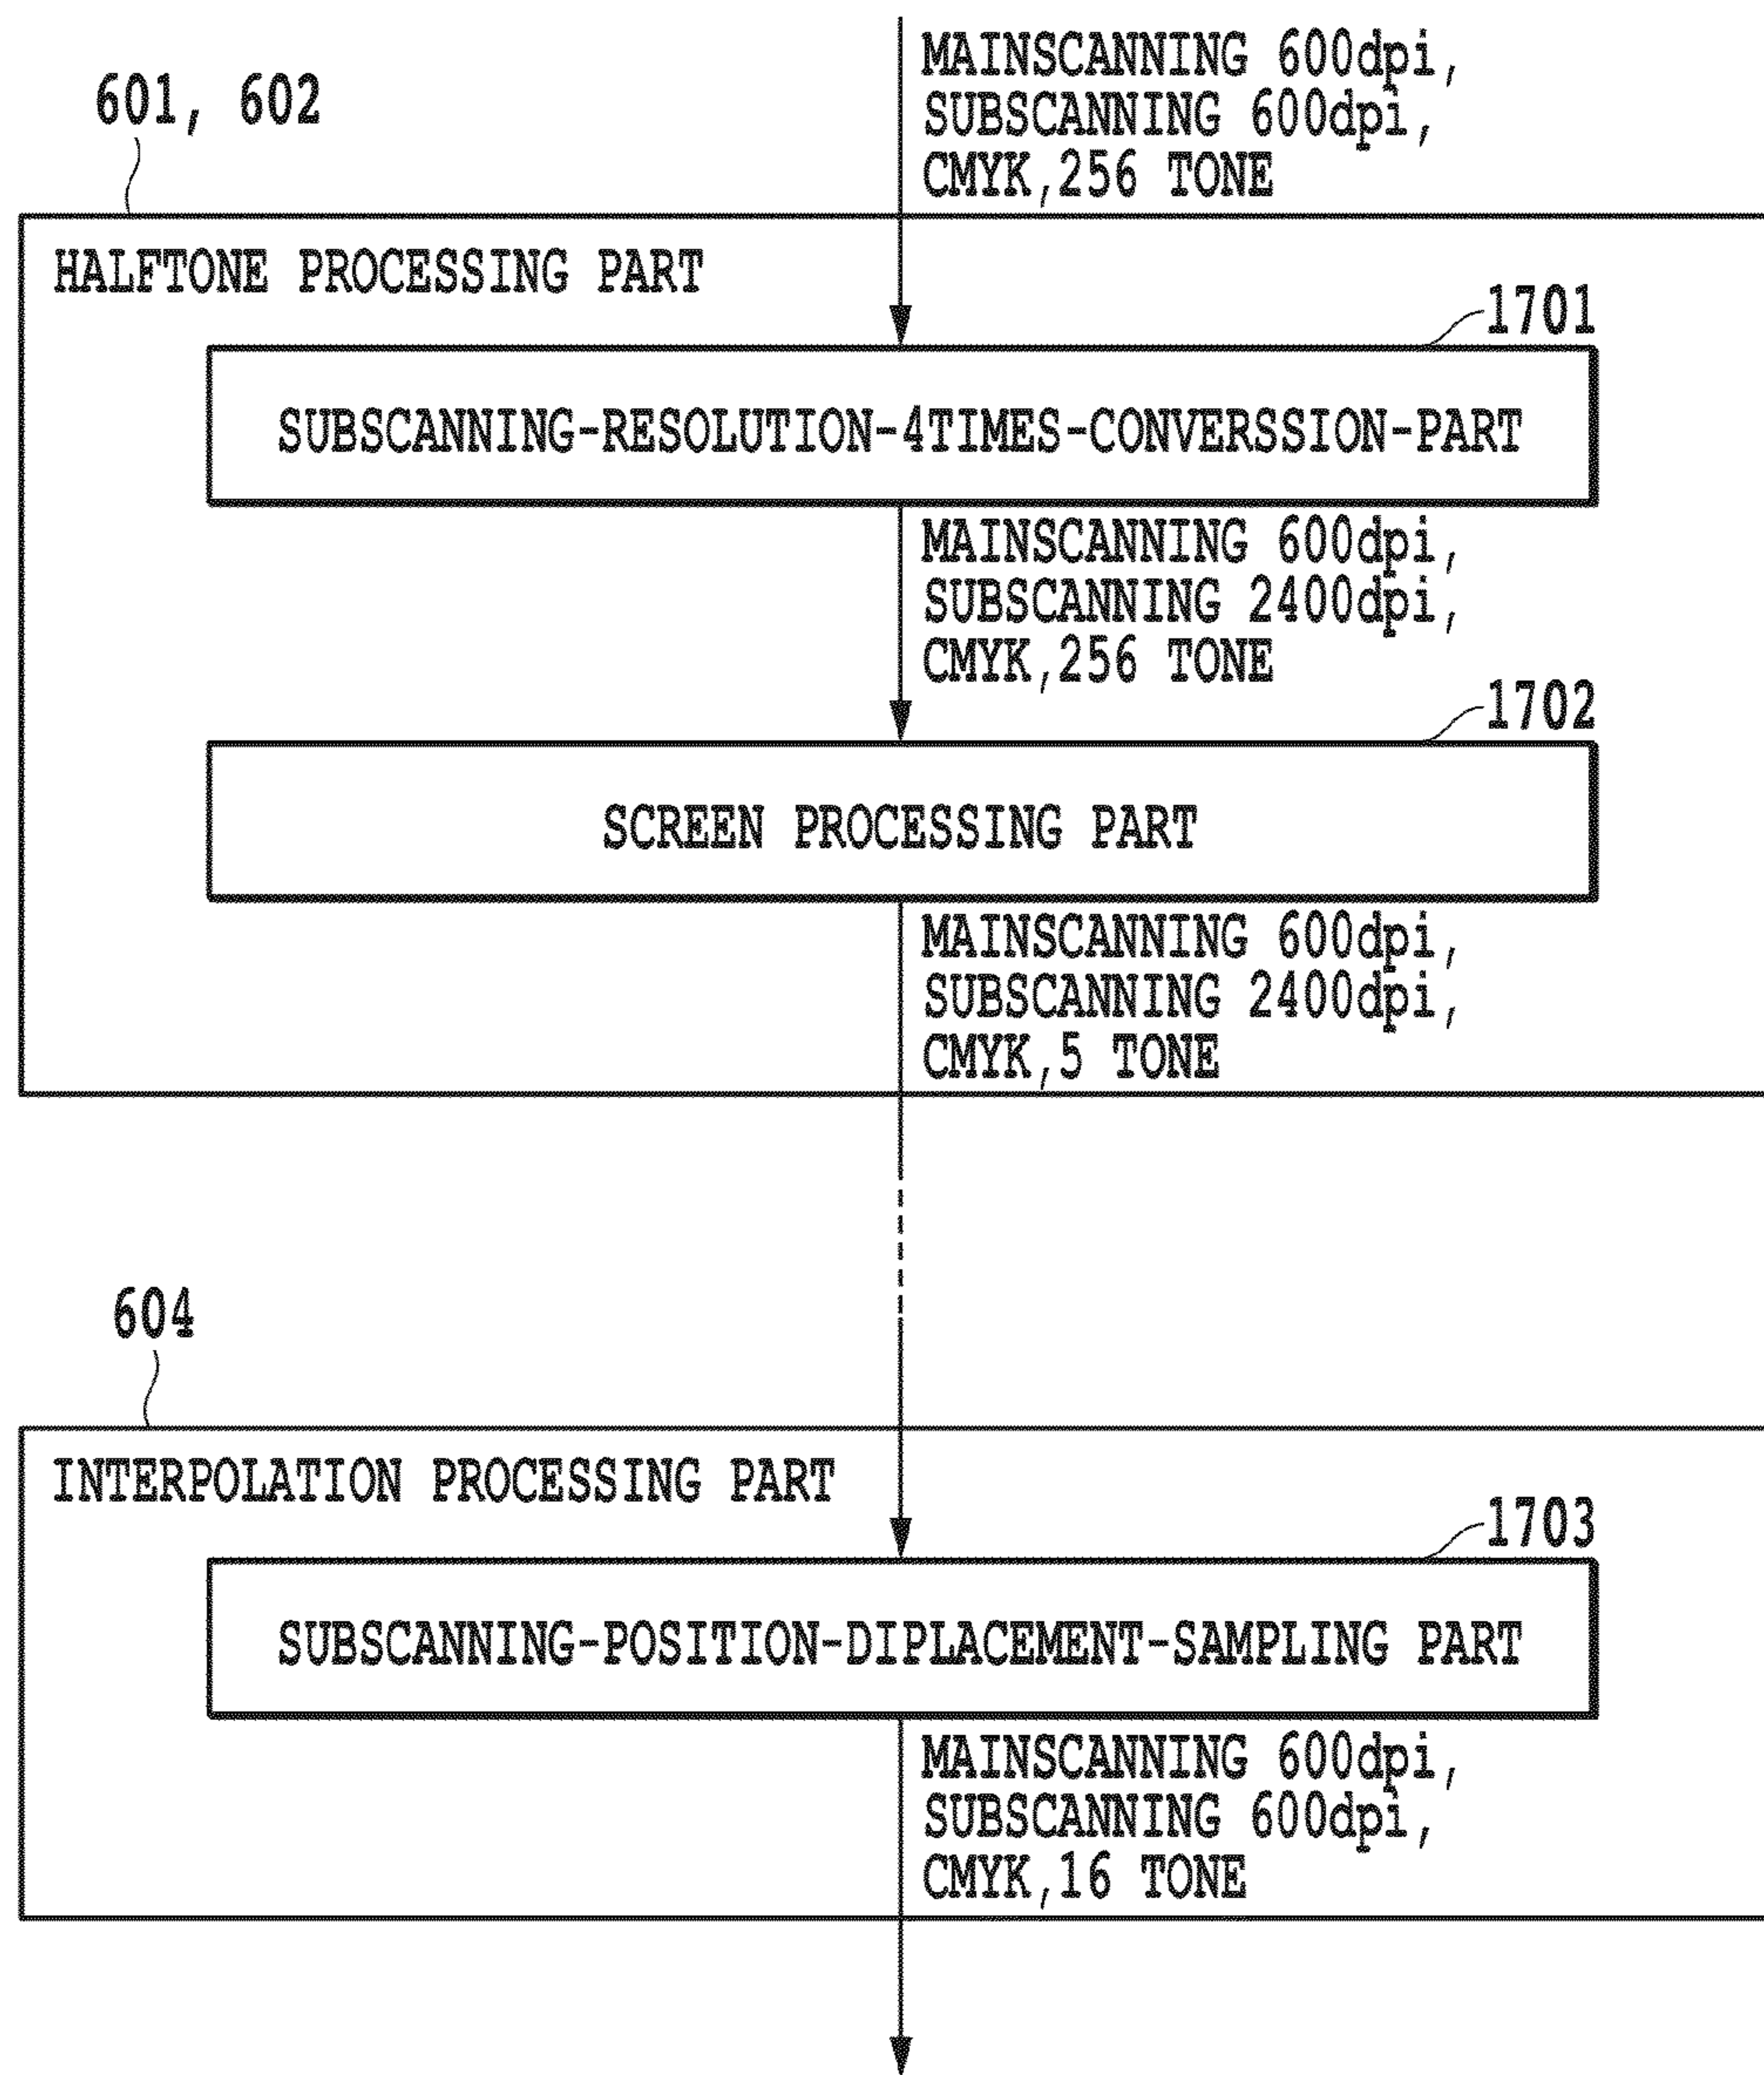 MAINSCANNING 600dpi,
SUBSCANNING 600dpi,
CMYK,256 TONE
601, 602
HALFTONE PROCESSING PART
1701
SUBSCANNING-RESOLUTION-4TIMES-CONVERSSION-PART
MAINSCANNING 600dpi,
SUBSCANNING 2400dpi,
CMYK,256 TONE
1702
SCREEN PROCESSING PART
MAINSCANNING 600dpi,
SUBSCANNING 2400dpi,
CMYK,5 TONE
604
INTERPOLATION PROCESSING PART
1703
SUBSCANNING-POSITION-DIPLACEMENT-SAMPLING PART
MAINSCANNING 600dpi,
SUBSCANNING 600dpi,
CMYK,16 TONE